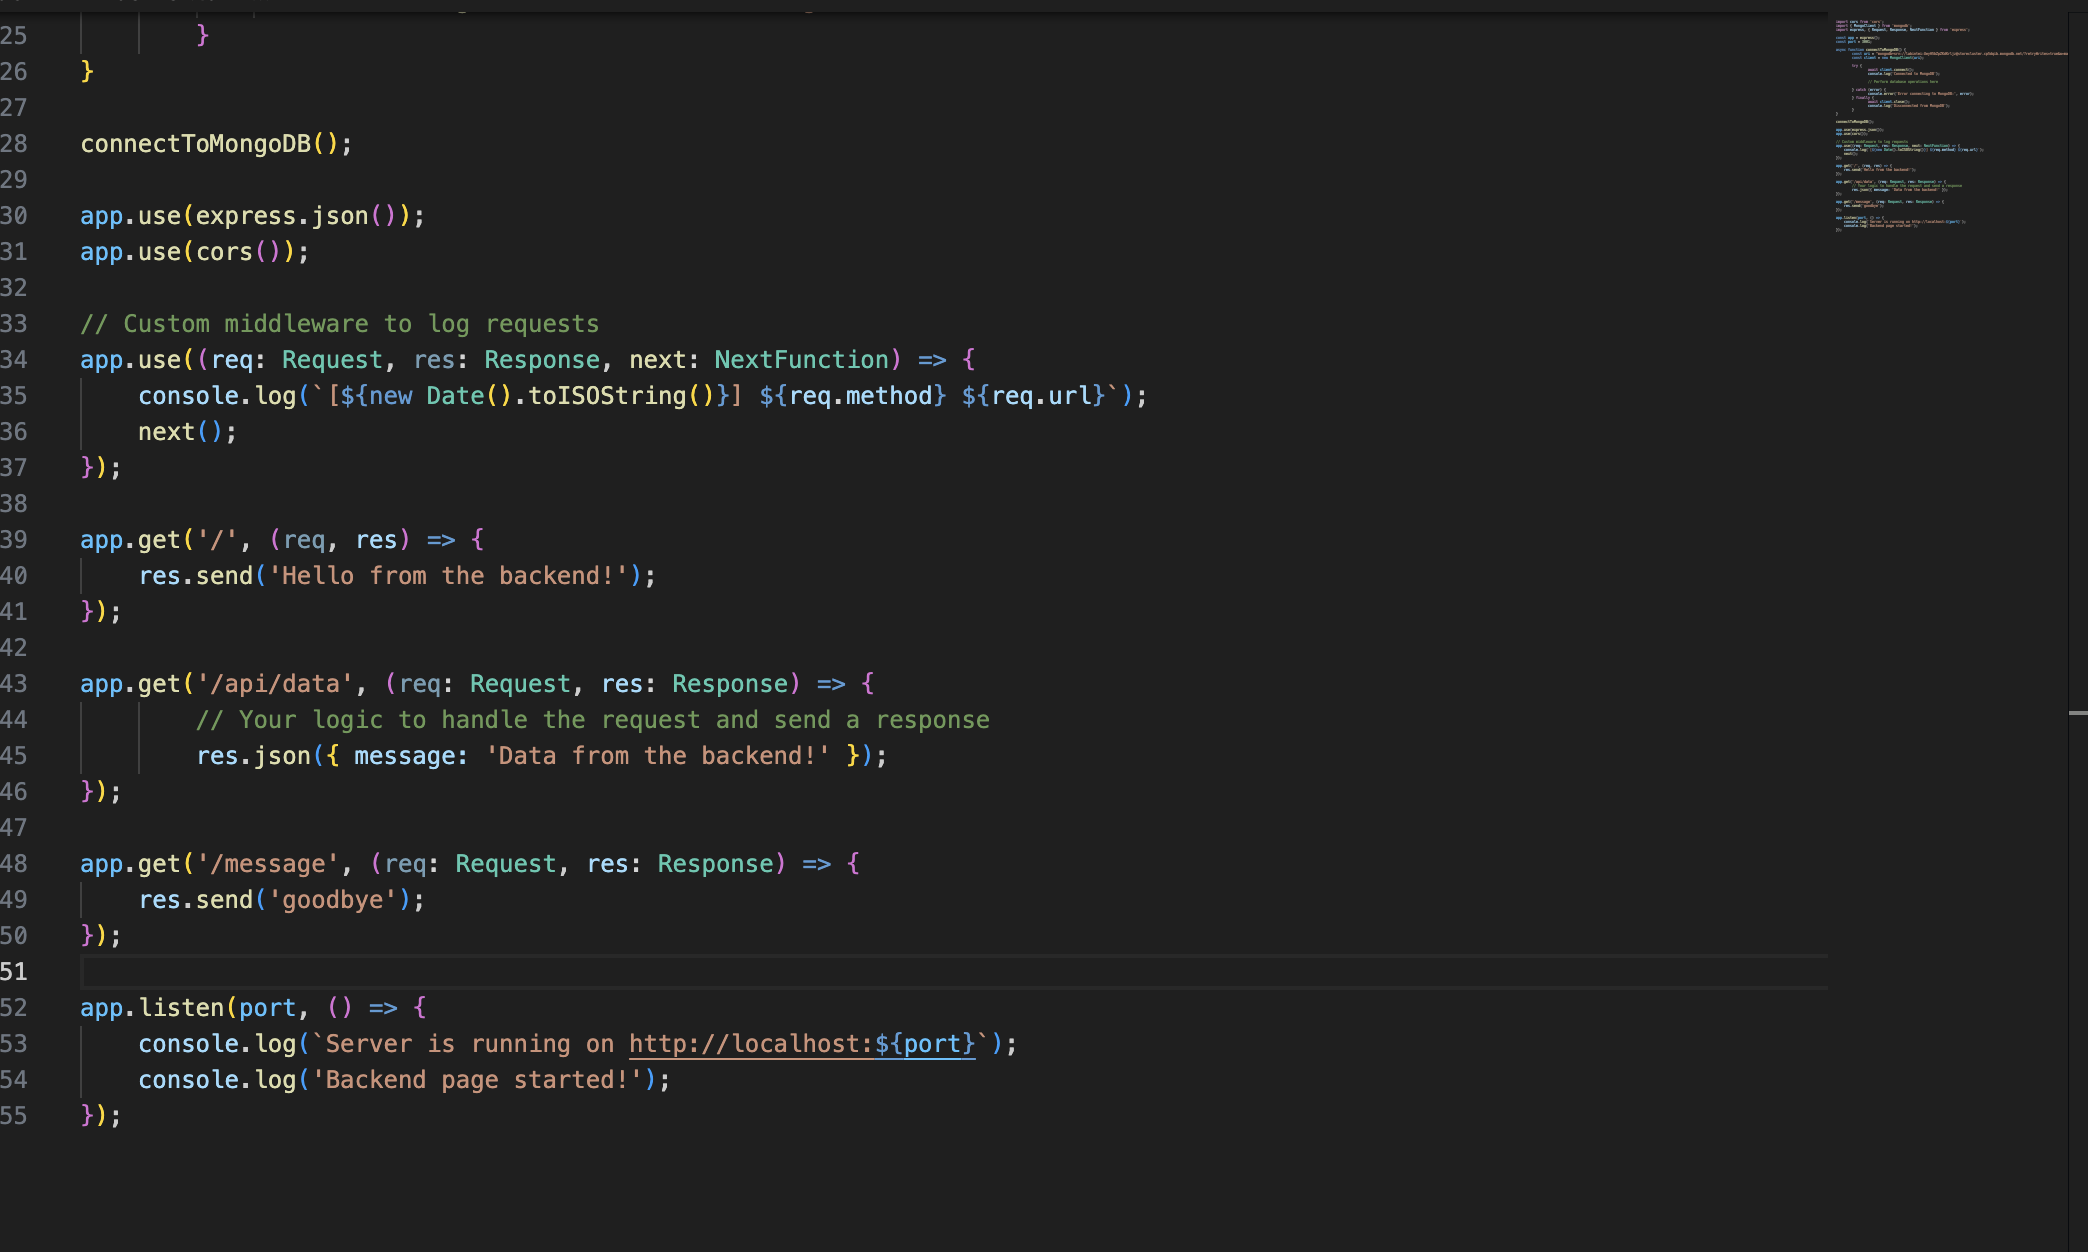 25 }
26 }
27
28 connectToMongoDB();
29
30 app.use(express.json());
31 app.use(cors());
32
33 // Custom middleware to log requests
34 app.use((req: Request, res: Response, next: NextFunction) => {
35 console.log(`[${new Date().toISOString()}] ${req.method} ${req.url}`);
36 next();
37 });
38
39 app.get('/', (req, res) => {
40 res.send('Hello from the backend!');
41 });
42
43 app.get('/api/data', (req: Request, res: Response) => {
44 // Your logic to handle the request and send a response
45 res.json({ message: 'Data from the backend!' });
46 });
47
48 app.get('/message', (req: Request, res: Response) => {
49 res.send('goodbye');
50 });
51
52 app.listen(port, () => {
53 console.log(`Server is running on http://localhost:${port}`);
54 console.log('Backend page started!');
55 });